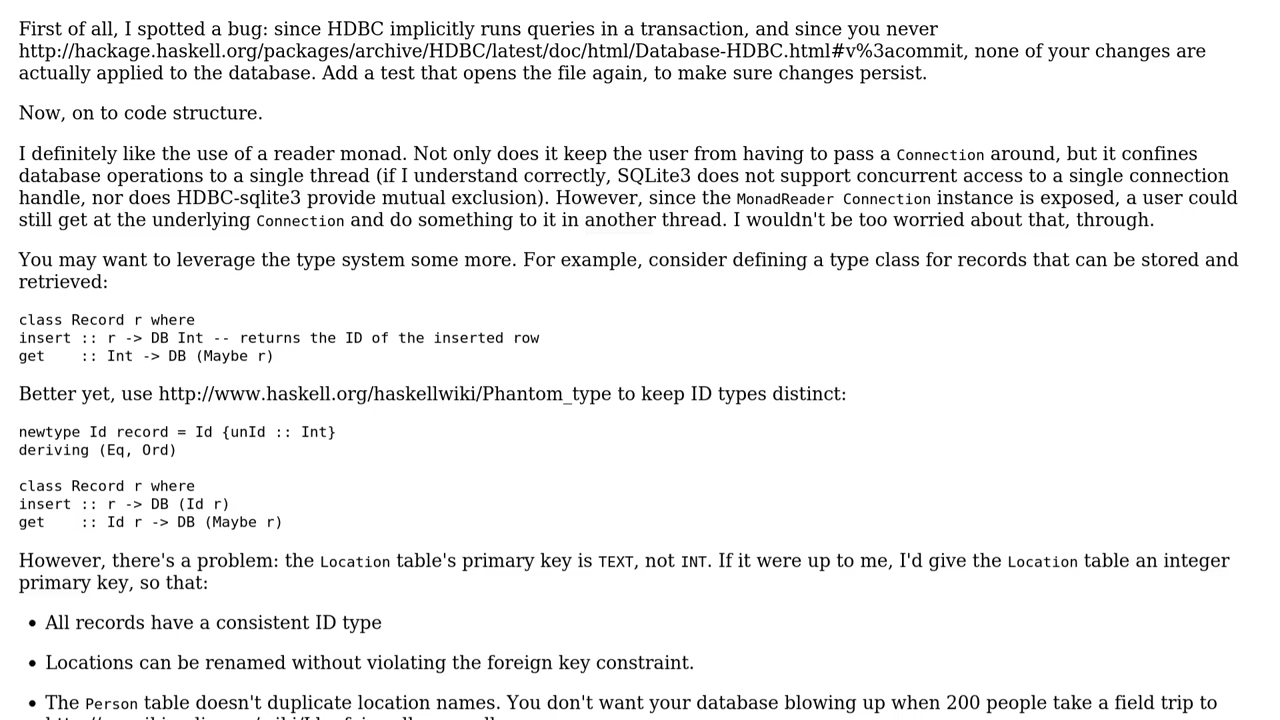 First of all, I spotted a bug: since HDBC implicitly runs queries in a transaction, and since you never
http://hackage.haskell.org/packages/archive/HDBC/latest/doc/html/Database-HDBC.html#v%3acommit, none of your changes are
actually applied to the database. Add a test that opens the file again, to make sure changes persist.
Now, on to code structure.
I definitely like the use of a reader monad. Not only does it keep the user from having to pass a Connection around, but it confines
database operations to a single thread (if I understand correctly, SQLite3 does not support concurrent access to a single connection
handle, nor does HDBC-sqlite3 provide mutual exclusion). However, since the MonadReader Connection instance is exposed, a user could
still get at the underlying Connection and do something to it in another thread. I wouldn't be too worried about that, through.
You may want to leverage the type system some more. For example, consider defining a type class for records that can be stored and
retrieved:
class Record r where
insert :: r -> DB Int -- returns the ID of the inserted row
get    :: Int -> DB (Maybe r)
Better yet, use http://www.haskell.org/haskellwiki/Phantom_type to keep ID types distinct:
newtype Id record = Id {unId :: Int}
deriving (Eq, Ord)
class Record r where
insert :: r -> DB (Id r)
get    :: Id r -> DB (Maybe r)
However, there's a problem: the Location table's primary key is TEXT, not INT. If it were up to me, I'd give the Location table an integer
primary key, so that:
• All records have a consistent ID type
• Locations can be renamed without violating the foreign key constraint.
• The Person table doesn't duplicate location names. You don't want your database blowing up when 200 people take a field trip to